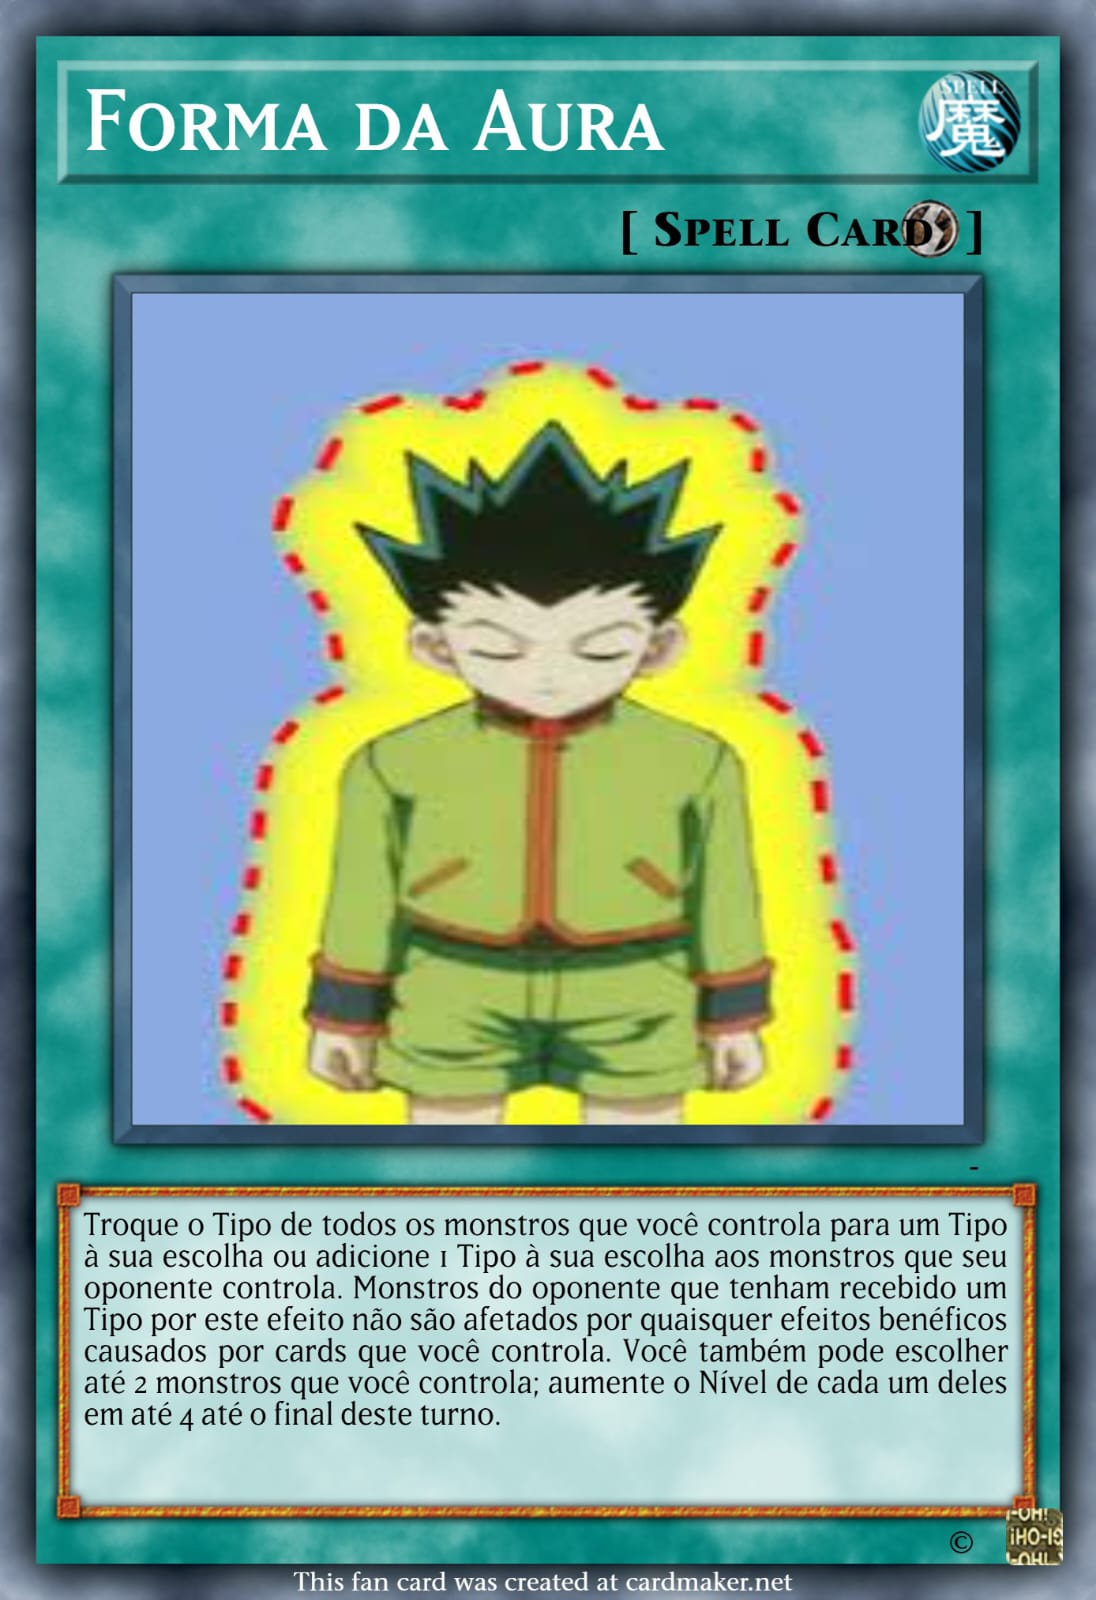 Forma da Aura
SPELL
魔
[ Spell Card ]
-
Troque o Tipo de todos os monstros que você controla para um Tipo
à sua escolha ou adicione 1 Tipo à sua escolha aos monstros que seu
oponente controla. Monstros do oponente que tenham recebido um
Tipo por este efeito não são afetados por quaisquer efeitos benéficos
causados por cards que você controla. Você também pode escolher
até 2 monstros que você controla; aumente o Nível de cada um deles
em até 4 até o final deste turno.
©
This fan card was created at cardmaker.net